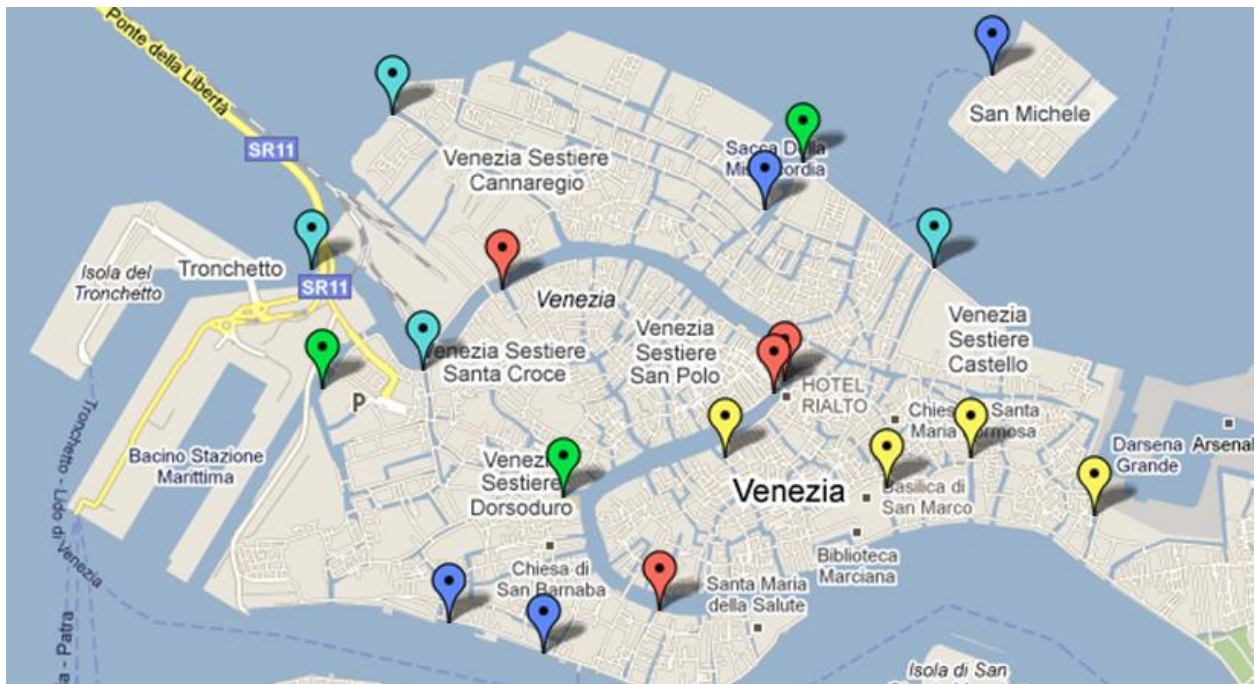 Ponte della Libertà
SR11
San Michele
Venezia Sestiere
Cannaregio
Sacca Della
Misericordia
Isola del
Tronchetto
Tronchetto
SR11
Venezia
Venezia Sestiere
Santa Croce
Venezia
Sestiere
San Polo
Venezia
Sestiere
Castello
HOTEL
RIALTO
P
Chiesa Santa
Maria Formosa
Bacino Stazione
Marittima
Venezia
Sestiere
Dorsoduro
Darsena
Grande
Arsenal
Venezia
Basilica di
San Marco
Tronchetto - Lido di Venezia
Chiesa di
San Barnaba
Biblioteca
Marciana
Santa Maria
della Salute
- Patra
Isola di San